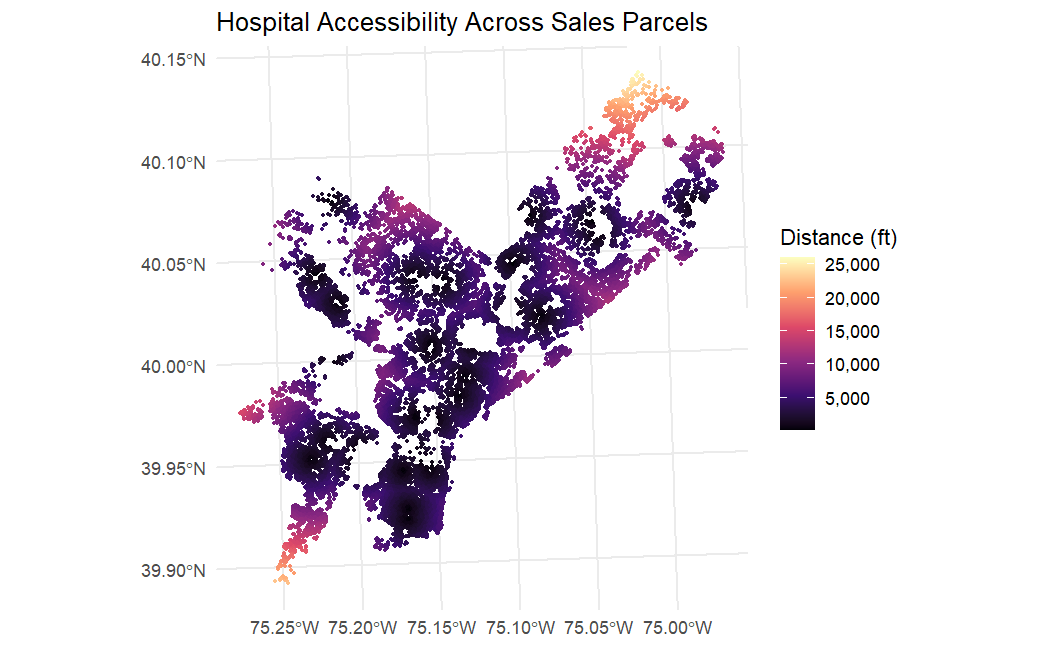 Hospital Accessibility Across Sales Parcels
40.15°N
40.10°N
40.05°N
40.00°N
39.95°N
39.90°N
75.25°W 75.20°W 75.15°W 75.10°W 75.05°W 75.00°W
Distance (ft)
25,000
20,000
15,000
10,000
5,000